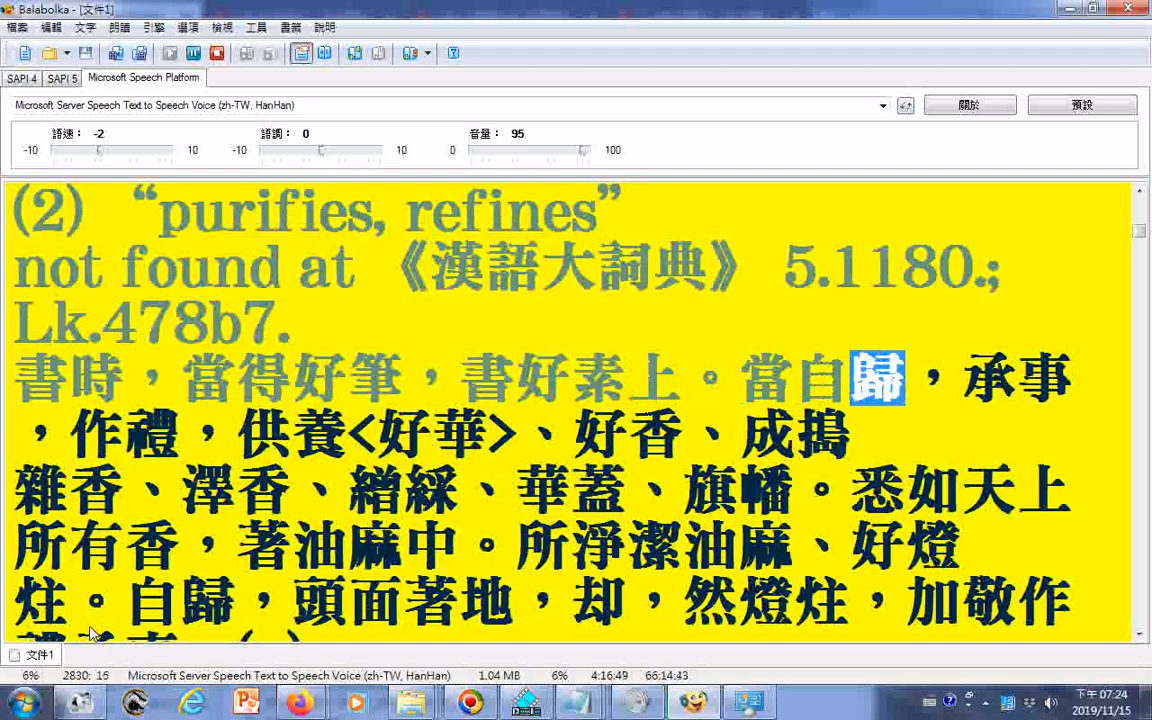 Balabolka - [文件1]
檔案 編輯 文字 朗讀 引擎 選項 檢視 工具 書籤 說明
SAPI 4 SAPI 5 Microsoft Speech Platform
Microsoft Server Speech Text to Speech Voice (zh-TW, HanHan) 關於 預設
語速： -2 語調： 0 音量： 95
-10 10 -10 10 0 100
(2) “purifies, refines”
not found at 《漢語大詞典》 5.1180.;
Lk.478b7.
書時，當得好筆，書好素上。當自歸，承事
，作禮，供養<好華>、好香、成搗
雜香、澤香、繒綵、華蓋、旗幡。悉如天上
所有香，著油麻中。所淨潔油麻、好燈
炷。自歸，頭面著地，却，然燈炷，加敬作
文件1
6% 2830; 16 Microsoft Server Speech Text to Speech Voice (zh-TW, HanHan) 1.04 MB 6% 4:16:49 66:14:43
下午 07:24
2019/11/15